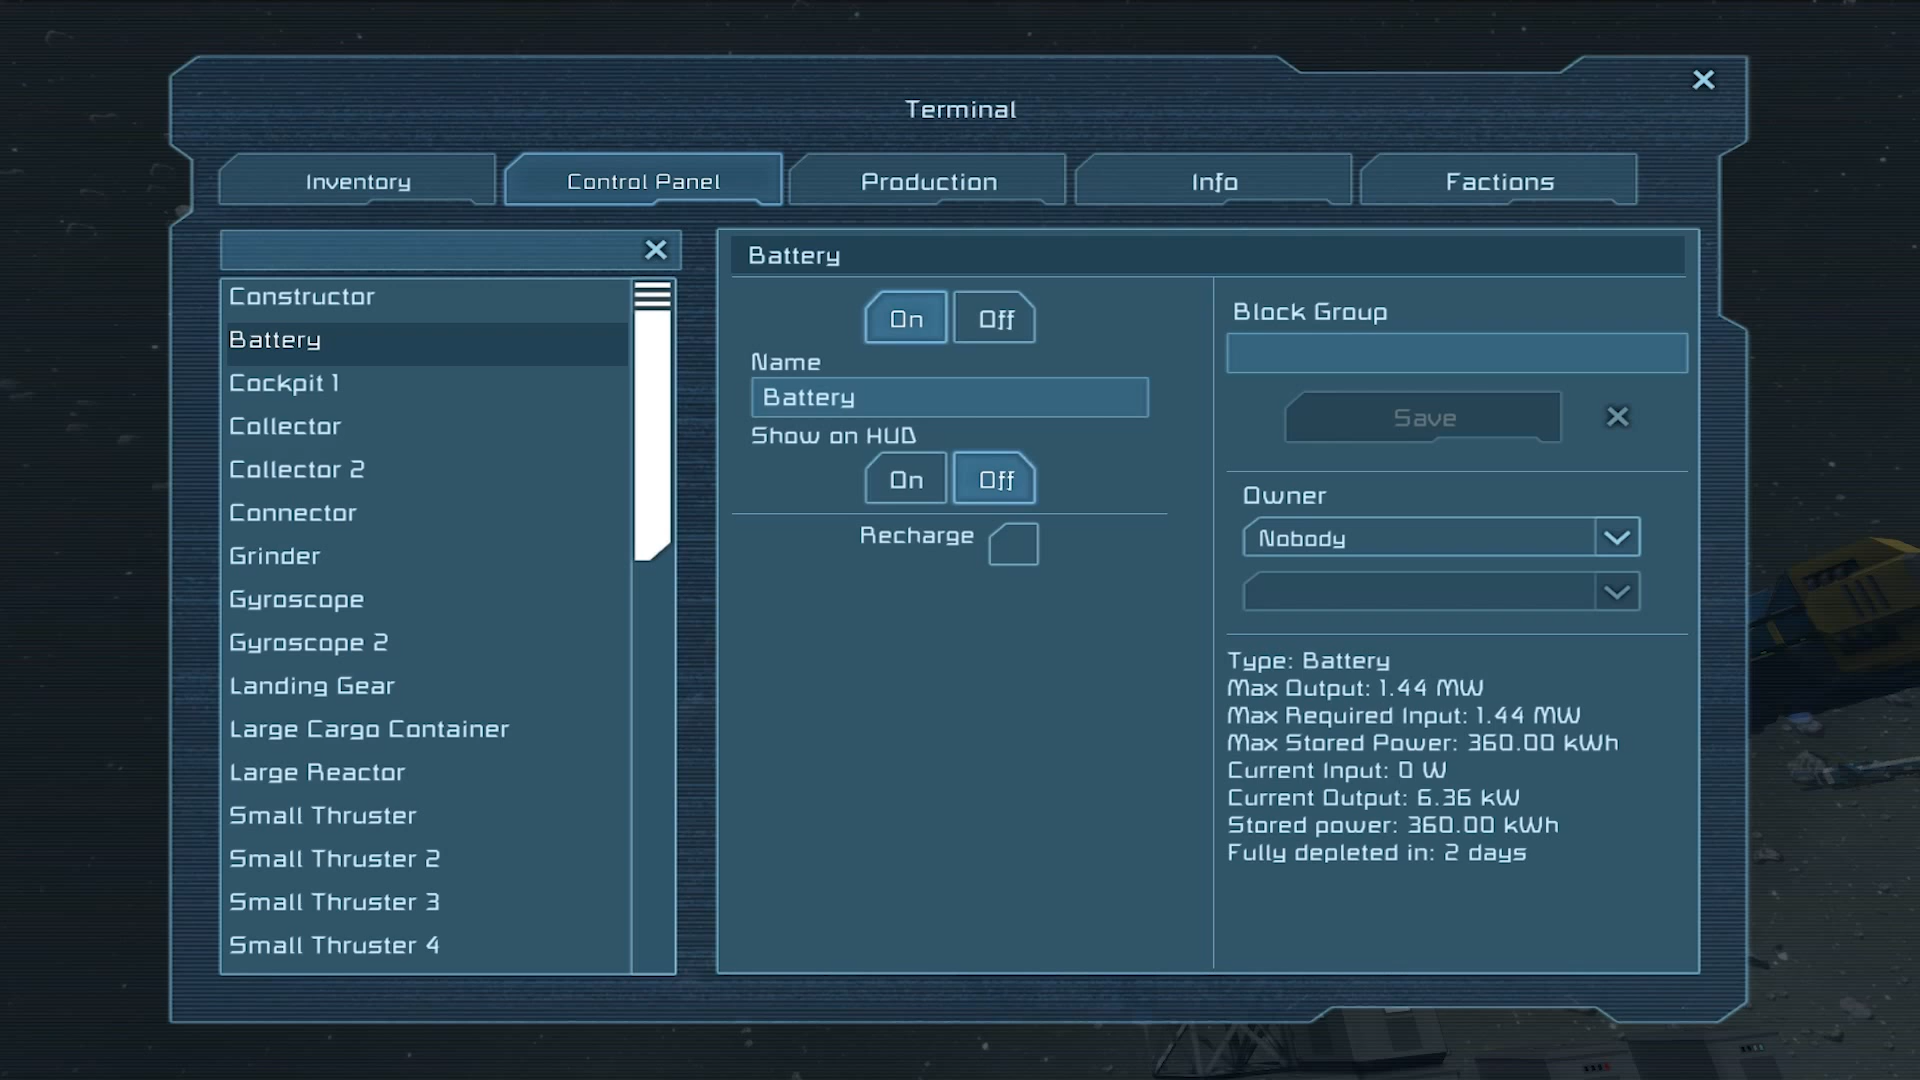 Terminal
Inventory
Control Panel
Production
Info
Factions
Constructor
Battery
Cockpit 1
Collector
Collector 2
Connector
Grinder
Gyroscope
Gyroscope 2
Landing Gear
Large Cargo Container
Large Reactor
Small Thruster
Small Thruster 2
Small Thruster 3
Small Thruster 4
Battery
On
Off
Name
Battery
Show on HUD
On
Off
Recharge
Block Group
Save
Owner
Nobody
Type: Battery
Max Output: 1.44 MW
Max Required Input: 1.44 MW
Max Stored Power: 360.00 kWh
Current Input: 0 W
Current Output: 6.36 kW
Stored power: 360.00 kWh
Fully depleted in: 2 days